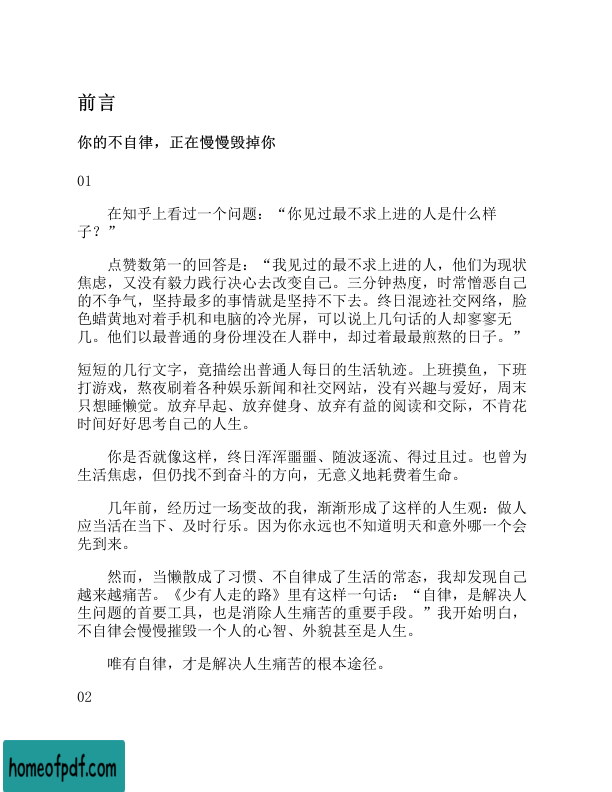 前言
你的不自律，正在慢慢毁掉你
01
在知乎上看过一个问题：“你见过最不求上进的人是什么样
子？”
点赞数第一的回答是：“我见过的最不求上进的人，他们为现状
焦虑，又没有毅力践行决心去改变自己。三分钟热度，时常憎恶自己
的不争气，坚持最多的事情就是坚持不下去。终日混迹社交网络，脸
色蜡黄地对着手机和电脑的冷光屏，可以说上几句话的人却寥寥无
几。他们以最普通的身份埋没在人群中，却过着最最煎熬的日子。”
短短的几行文字，竟描绘出普通人每日的生活轨迹。上班摸鱼，下班
打游戏，熬夜刷着各种娱乐新闻和社交网站，没有兴趣与爱好，周末
只想睡懒觉。放弃早起、放弃健身、放弃有益的阅读和交际，不肯花
时间好好思考自己的人生。
你是否就像这样，终日浑浑噩噩、随波逐流、得过且过。也曾为
生活焦虑，但仍找不到奋斗的方向，无意义地耗费着生命。
几年前，经历过一场变故的我，渐渐形成了这样的人生观：做人
应当活在当下、及时行乐。因为你永远也不知道明天和意外哪一个会
先到来。
然而，当懒散成了习惯、不自律成了生活的常态，我却发现自己
越来越痛苦。《少有人走的路》里有这样一句话：“自律，是解决人
生问题的首要工具，也是消除人生痛苦的重要手段。”我开始明白，
不自律会慢慢摧毁一个人的心智、外貌甚至是人生。
唯有自律，才是解决人生痛苦的根本途径。
02
homeofpdf.com